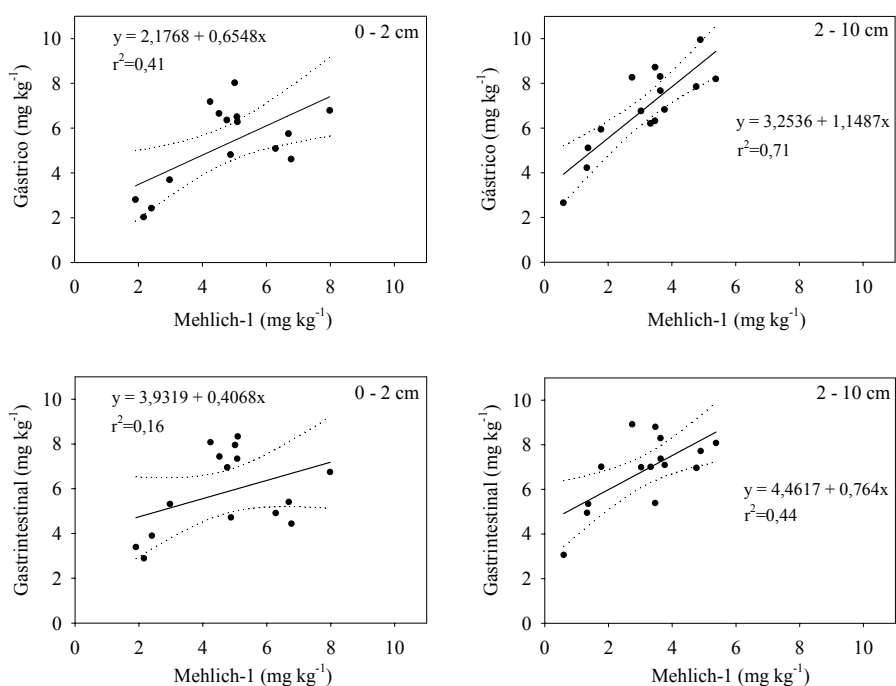 y = 2,1768 + 0,6548x
r²=0,41
0 - 2 cm
10
8
6
4
2
0
Gástrico (mg kg⁻¹)
0 2 4 6 8 10
Mehlich-1 (mg kg⁻¹)
2 - 10 cm
y = 3,2536 + 1,1487x
r²=0,71
10
8
6
4
2
0
Gástrico (mg kg⁻¹)
0 2 4 6 8 10
Mehlich-1 (mg kg⁻¹)
y = 3,9319 + 0,4068x
r²=0,16
0 - 2 cm
10
8
6
4
2
0
Gastrintestinal (mg kg⁻¹)
0 2 4 6 8 10
Mehlich-1 (mg kg⁻¹)
2 - 10 cm
y = 4,4617 + 0,764x
r²=0,44
10
8
6
4
2
0
Gastrintestinal (mg kg⁻¹)
0 2 4 6 8 10
Mehlich-1 (mg kg⁻¹)